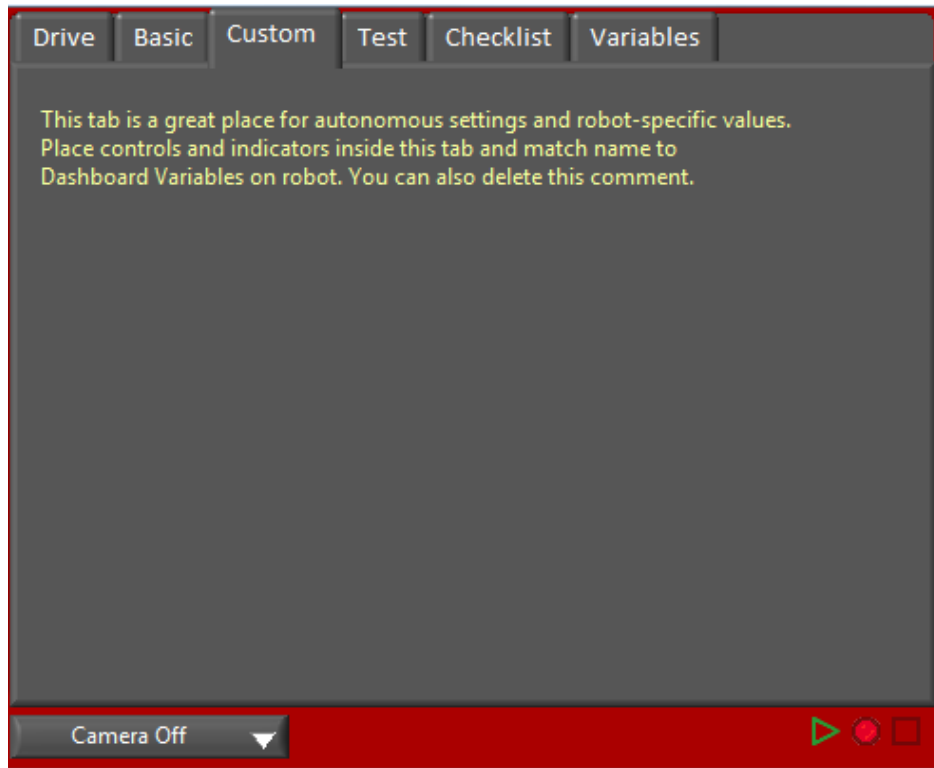 Drive Basic Custom Test Checklist Variables
This tab is a great place for autonomous settings and robot-specific values.
Place controls and indicators inside this tab and match name to
Dashboard Variables on robot. You can also delete this comment.
Camera Off